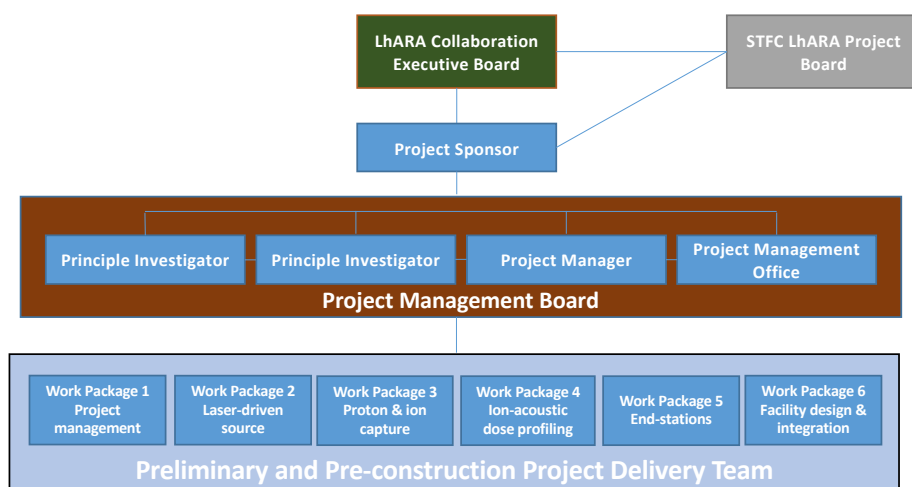 LhARA Collaboration
Executive Board
STFC LhARA Project
Board
Project Sponsor
Principle Investigator
Principle Investigator
Project Manager
Project Management
Office
Project Management Board
Work Package 1
Project
management
Work Package 2
Laser-driven
source
Work Package 3
Proton & ion
capture
Work Package 4
Ion-acoustic
dose profiling
Work Package 5
End-stations
Work Package 6
Facility design &
integration
Preliminary and Pre-construction Project Delivery Team